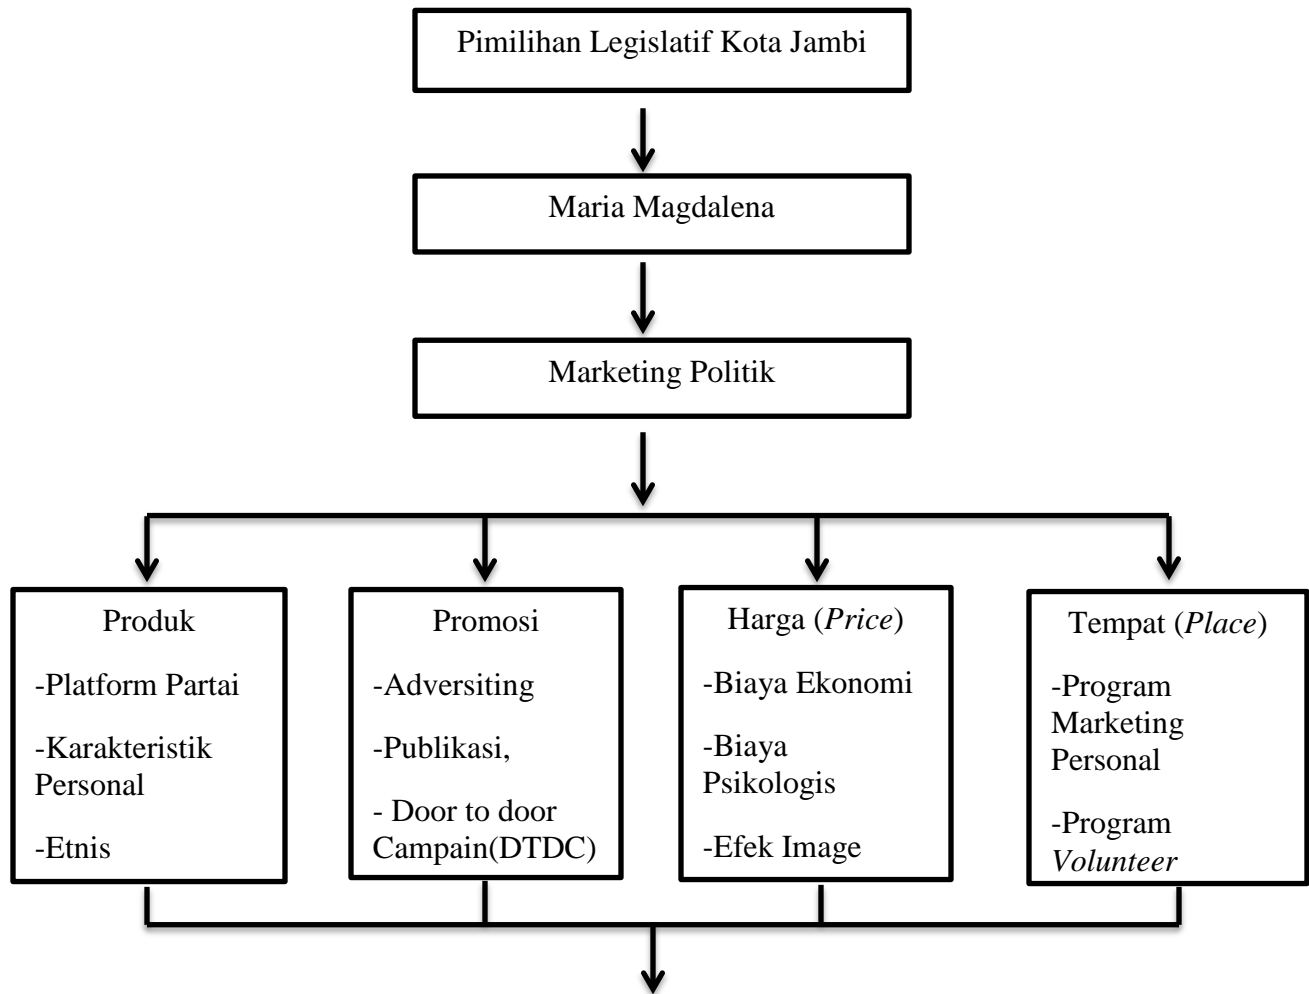 Pimilihan Legislatif Kota Jambi
Maria Magdalena
Marketing Politik
Produk
-Platform Partai
-Karakteristik
Personal
-Etnis
Promosi
-Adversiting
-Publikasi,
- Door to door
Campain(DTDC)
Harga (Price)
-Biaya Ekonomi
-Biaya
Psikologis
-Efek Image
Tempat (Place)
-Program
Marketing
Personal
-Program
Volunteer